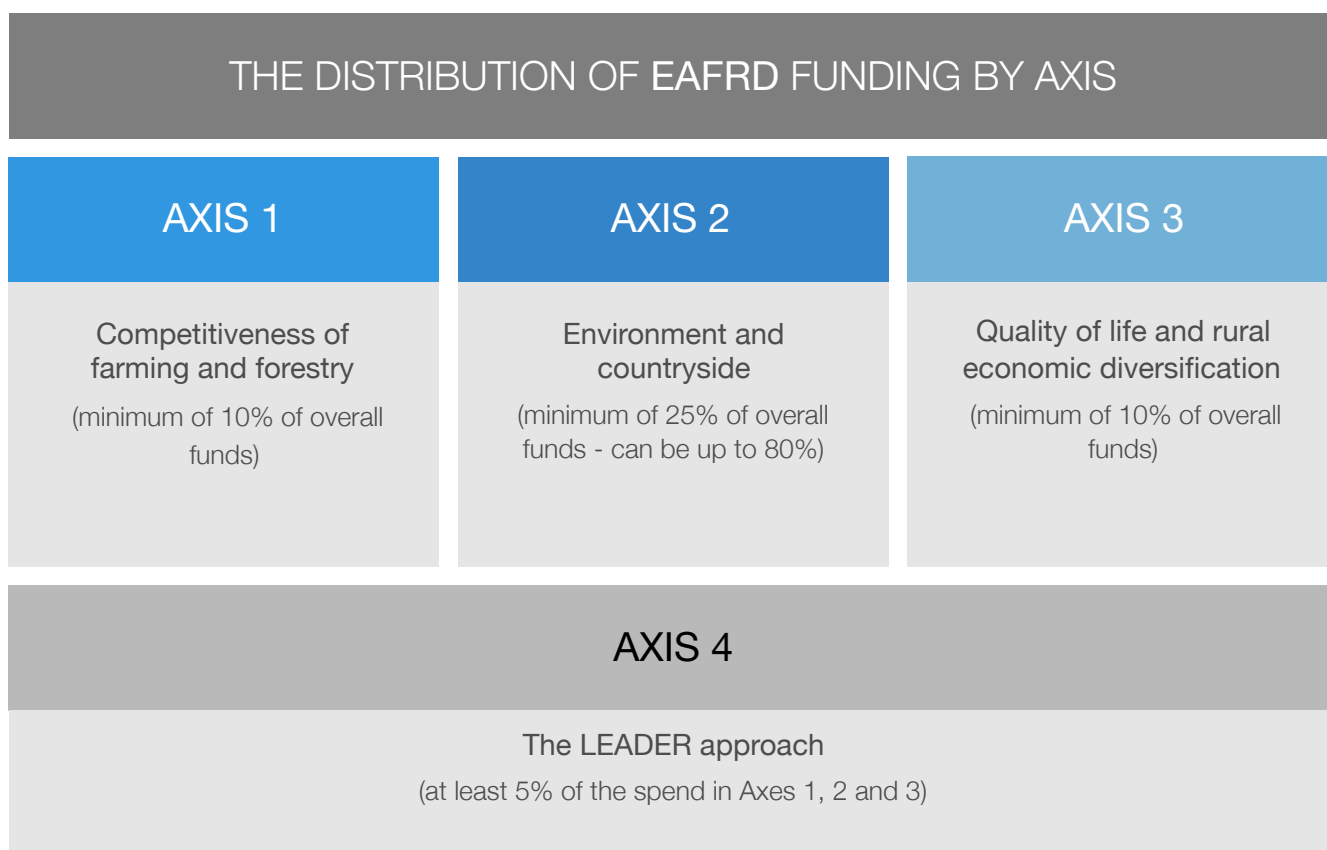 THE DISTRIBUTION OF EAFRD FUNDING BY AXIS
AXIS 1
Competitiveness of
farming and forestry
(minimum of 10% of overall
funds)
AXIS 2
Environment and
countryside
(minimum of 25% of overall
funds - can be up to 80%)
AXIS 3
Quality of life and rural
economic diversification
(minimum of 10% of overall
funds)
AXIS 4
The LEADER approach
(at least 5% of the spend in Axes 1, 2 and 3)